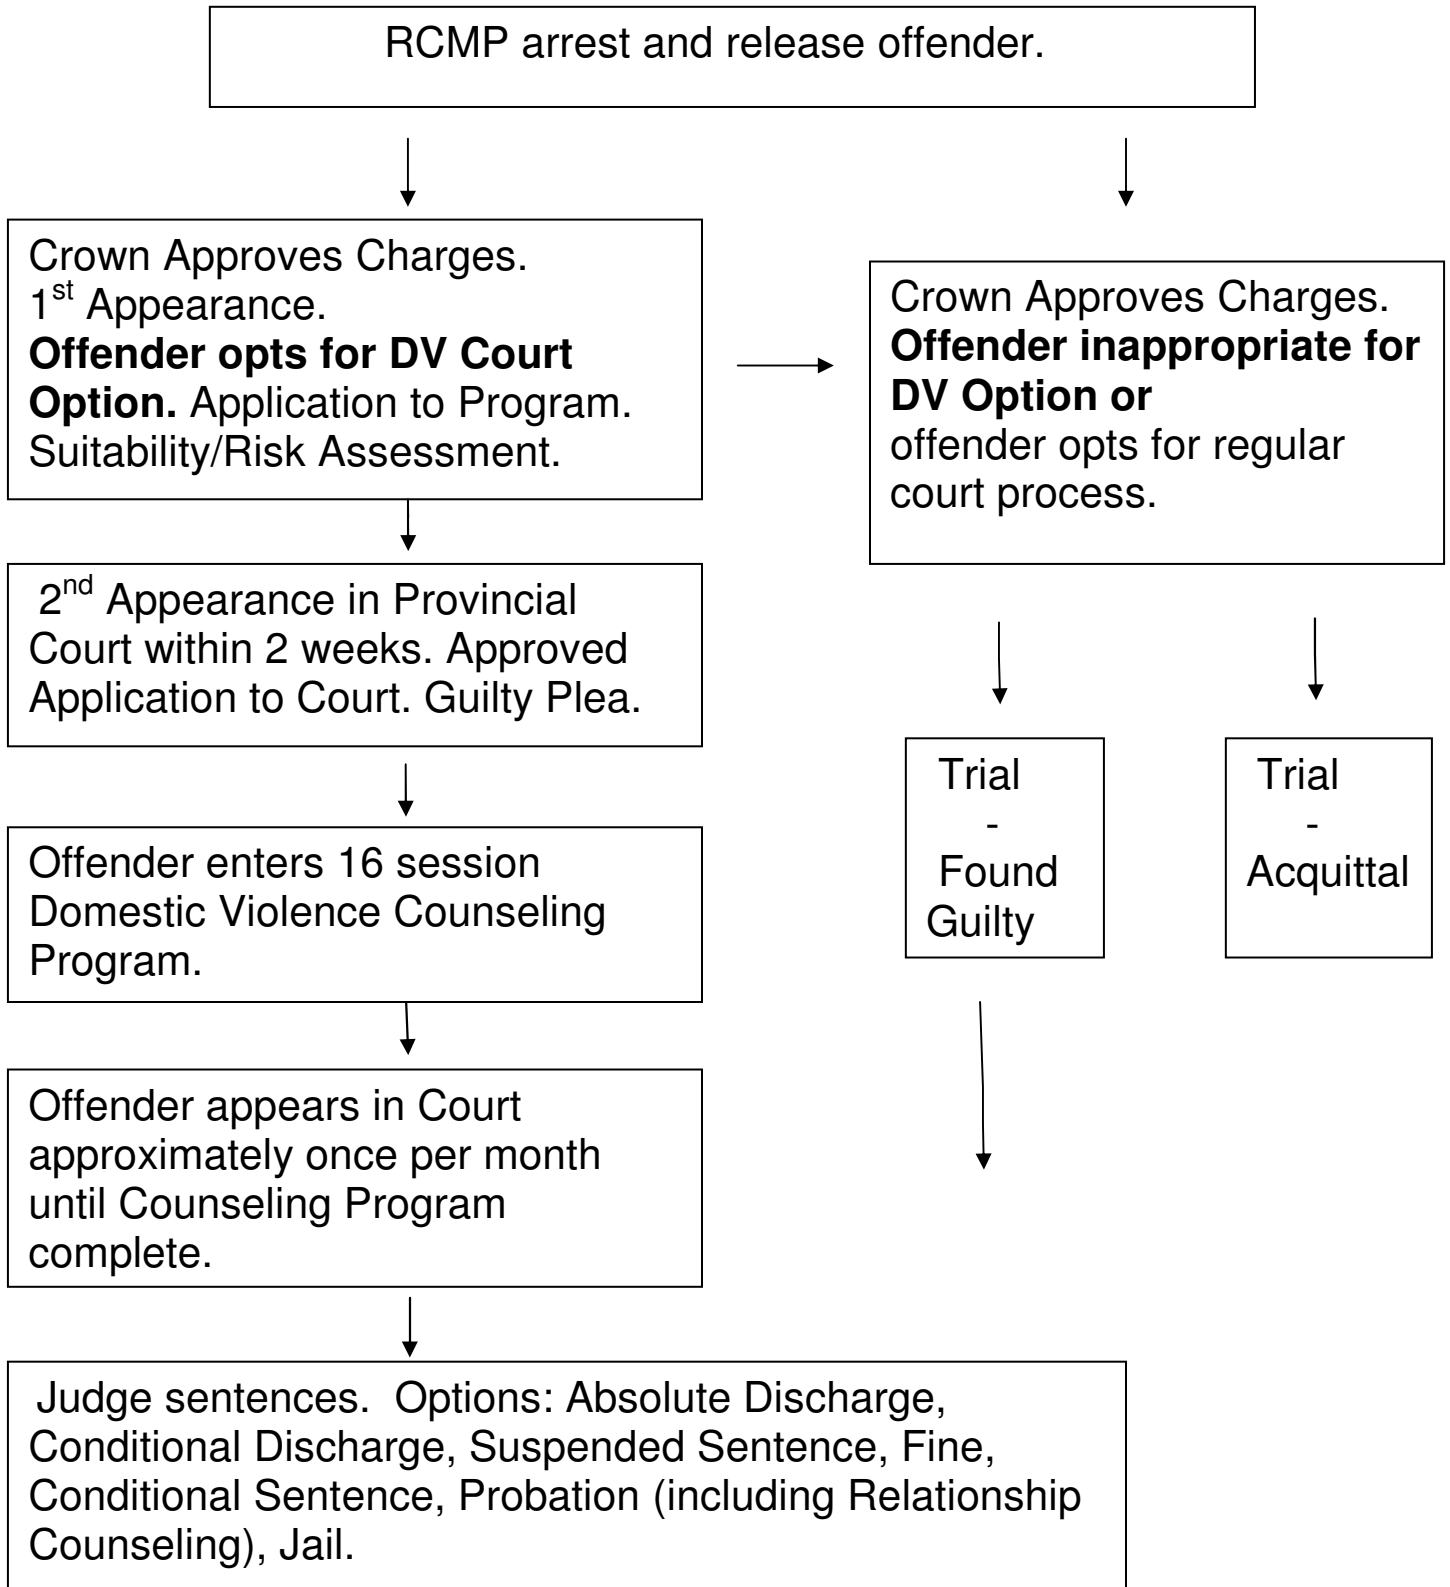 RCMP arrest and release offender.
Crown Approves Charges.
1st Appearance.
Offender opts for DV Court
Option. Application to Program.
Suitability/Risk Assessment.
Crown Approves Charges.
Offender inappropriate for
DV Option or
offender opts for regular
court process.
2nd Appearance in Provincial
Court within 2 weeks. Approved
Application to Court. Guilty Plea.
Trial
-
Found
Guilty
Trial
-
Acquittal
Offender enters 16 session
Domestic Violence Counseling
Program.
Offender appears in Court
approximately once per month
until Counseling Program
complete.
Judge sentences. Options: Absolute Discharge,
Conditional Discharge, Suspended Sentence, Fine,
Conditional Sentence, Probation (including Relationship
Counseling), Jail.